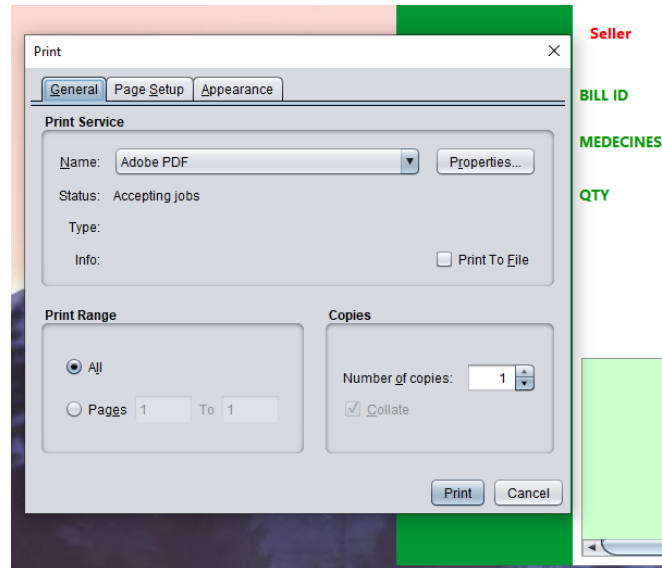 Print
General Page Setup Appearance
Print Service
Name: Adobe PDF Properties...
Status: Accepting jobs
Type:
Info: Print To File
Print Range
All
Pages 1 To 1
Copies
Number of copies: 1
Collate
Print Cancel
Seller
BILL ID
MEDECINES
QTY